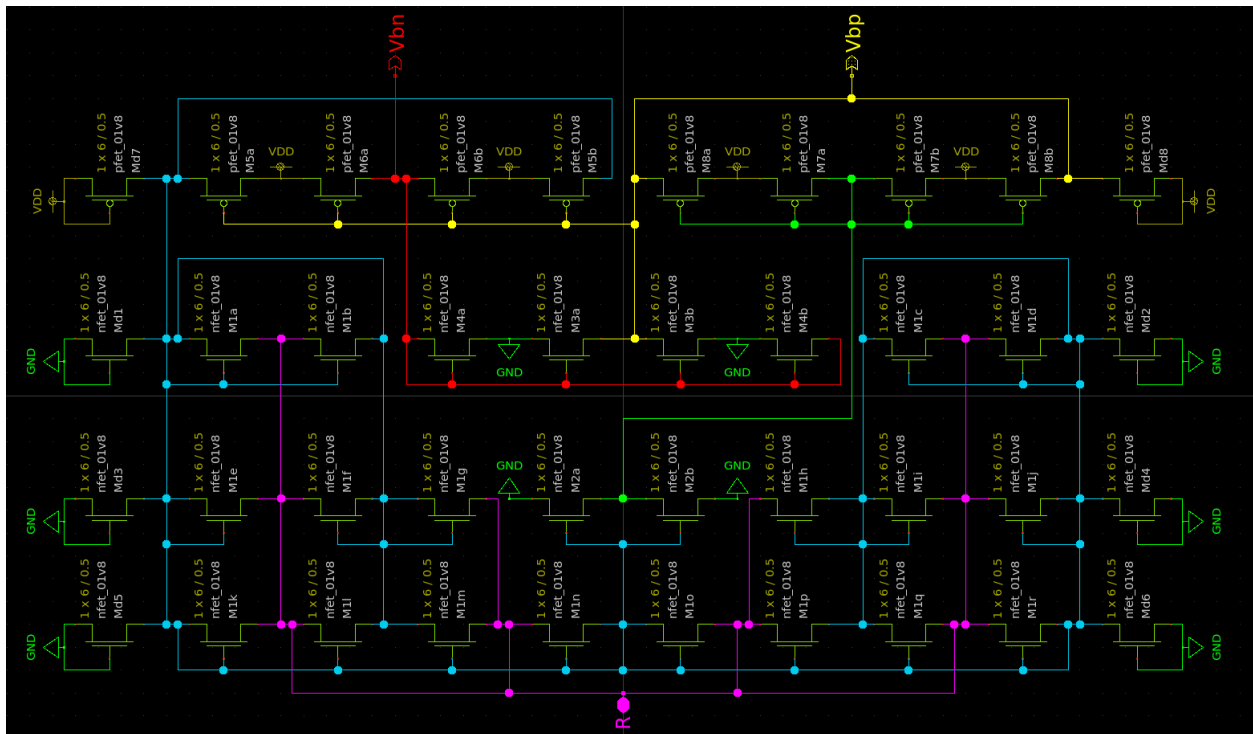 Vbn
Vbp
1 x 6 / 0.5
pfet_01v8
Md7
1 x 6 / 0.5
pfet_01v8
M5a
VDD
1 x 6 / 0.5
pfet_01v8
M6a
1 x 6 / 0.5
pfet_01v8
M6b
VDD
1 x 6 / 0.5
pfet_01v8
M5b
1 x 6 / 0.5
pfet_01v8
M8a
VDD
1 x 6 / 0.5
pfet_01v8
M7a
1 x 6 / 0.5
pfet_01v8
M7b
VDD
1 x 6 / 0.5
pfet_01v8
M8b
1 x 6 / 0.5
pfet_01v8
Md8
VDD
VDD
1 x 6 / 0.5
nfet_01v8
Md1
1 x 6 / 0.5
nfet_01v8
M1a
1 x 6 / 0.5
nfet_01v8
M1b
1 x 6 / 0.5
nfet_01v8
M4a
1 x 6 / 0.5
nfet_01v8
M3a
1 x 6 / 0.5
nfet_01v8
M3b
1 x 6 / 0.5
nfet_01v8
M4b
1 x 6 / 0.5
nfet_01v8
M1c
1 x 6 / 0.5
nfet_01v8
M1d
1 x 6 / 0.5
nfet_01v8
Md2
GND
GND
GND
GND
1 x 6 / 0.5
nfet_01v8
Md3
1 x 6 / 0.5
nfet_01v8
M1e
1 x 6 / 0.5
nfet_01v8
M1f
1 x 6 / 0.5
nfet_01v8
M1g
GND
1 x 6 / 0.5
nfet_01v8
M2a
1 x 6 / 0.5
nfet_01v8
M2b
GND
1 x 6 / 0.5
nfet_01v8
M1h
1 x 6 / 0.5
nfet_01v8
M1i
1 x 6 / 0.5
nfet_01v8
M1j
1 x 6 / 0.5
nfet_01v8
Md4
GND
GND
1 x 6 / 0.5
nfet_01v8
Md5
1 x 6 / 0.5
nfet_01v8
M1k
1 x 6 / 0.5
nfet_01v8
M1l
1 x 6 / 0.5
nfet_01v8
M1m
1 x 6 / 0.5
nfet_01v8
M1n
1 x 6 / 0.5
nfet_01v8
M1o
1 x 6 / 0.5
nfet_01v8
M1p
1 x 6 / 0.5
nfet_01v8
M1q
1 x 6 / 0.5
nfet_01v8
M1r
1 x 6 / 0.5
nfet_01v8
Md6
GND
GND
R